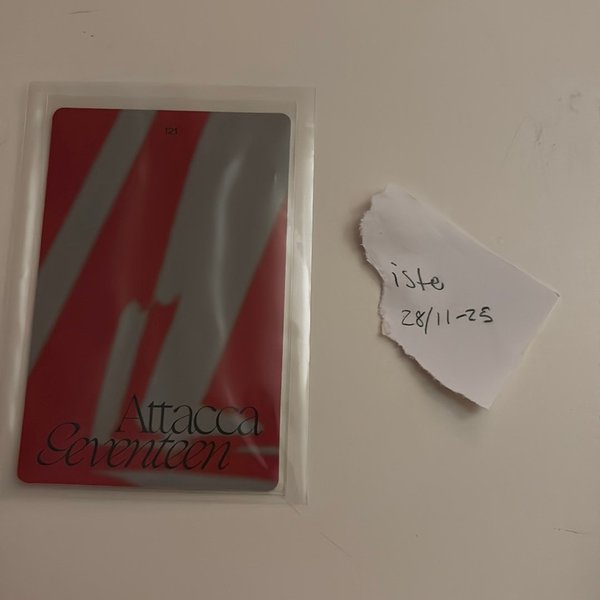 121
Attacca
Seventeen
iste
28/11-25